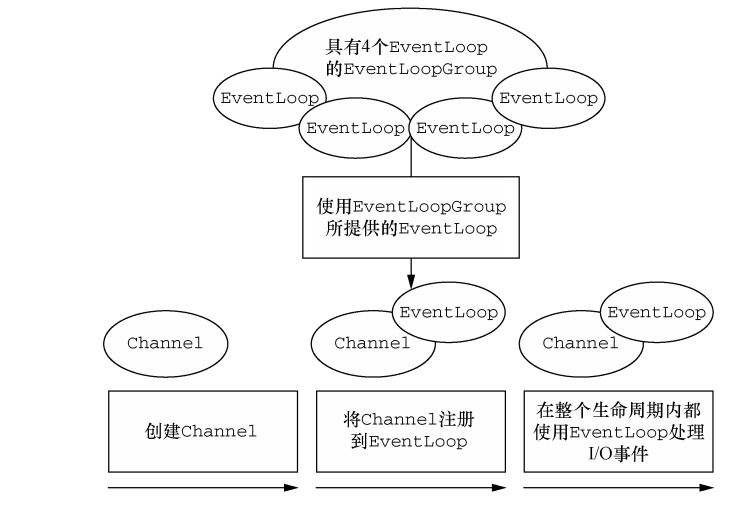 具有4个EventLoop
的EventLoopGroup
EventLoop
EventLoop
EventLoop
EventLoop
使用EventLoopGroup
所提供的EventLoop
EventLoop
EventLoop
Channel
Channel
Channel
创建Channel
将Channel注册
到EventLoop
在整个生命周期内都
使用EventLoop处理
I/O事件